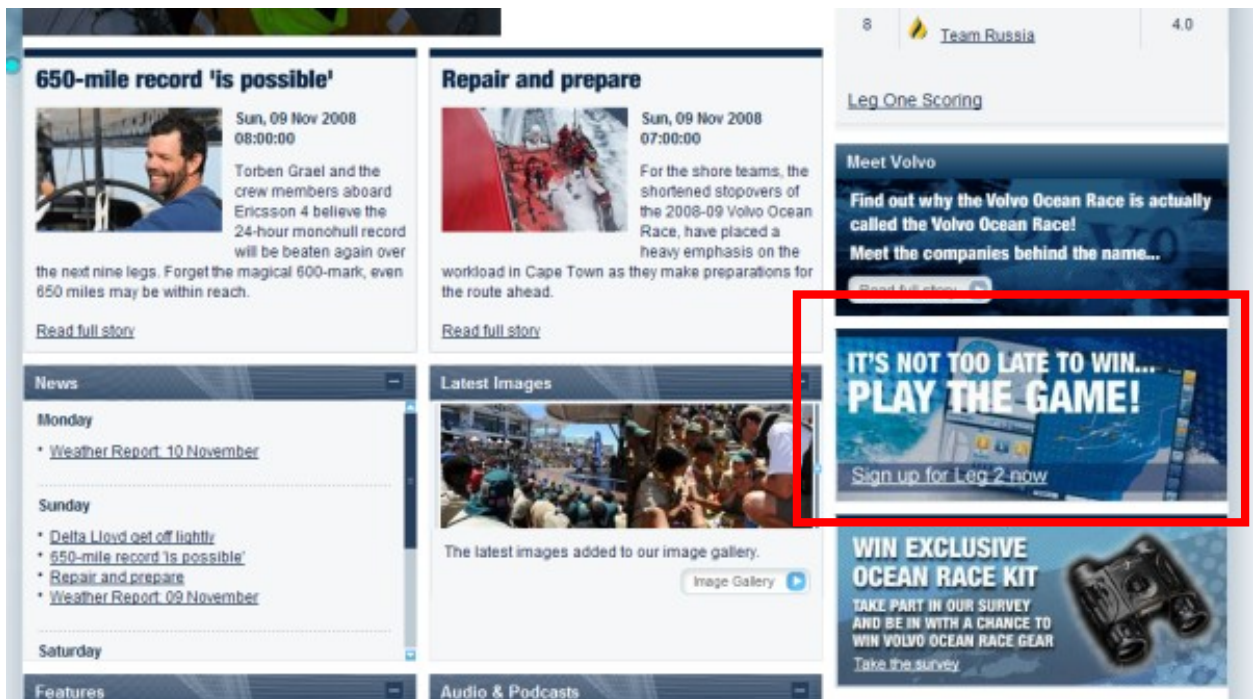 650-mile record 'is possible'
Sun, 09 Nov 2008
08:00:00
Torben Grael and the
crew members aboard
Ericsson 4 believe the
24-hour monohull record
will be beaten again over
the next nine legs. Forget the magical 600-mark, even
650 miles may be within reach.
Read full story
Repair and prepare
Sun, 09 Nov 2008
07:00:00
For the shore teams, the
shortened stopovers of
the 2008-09 Volvo Ocean
Race, have placed a
heavy emphasis on the
workload in Cape Town as they make preparations for
the route ahead.
Read full story
News
Monday
* Weather Report: 10 November
Sunday
* Delta Lloyd get off lightly
* 650-mile record 'is possible'
* Repair and prepare
* Weather Report: 09 November
Saturday
Features
Latest Images
The latest images added to our image gallery.
Image Gallery
Audio & Podcasts
8 Team Russia 4.0
Leg One Scoring
Meet Volvo
Find out why the Volvo Ocean Race is actually
called the Volvo Ocean Race!
Meet the companies behind the name...
Read full story
IT'S NOT TOO LATE TO WIN...
PLAY THE GAME!
Sign up for Leg 2 now
WIN EXCLUSIVE
OCEAN RACE KIT
TAKE PART IN OUR SURVEY
AND BE IN WITH A CHANCE TO
WIN VOLVO OCEAN RACE GEAR
Take the survey